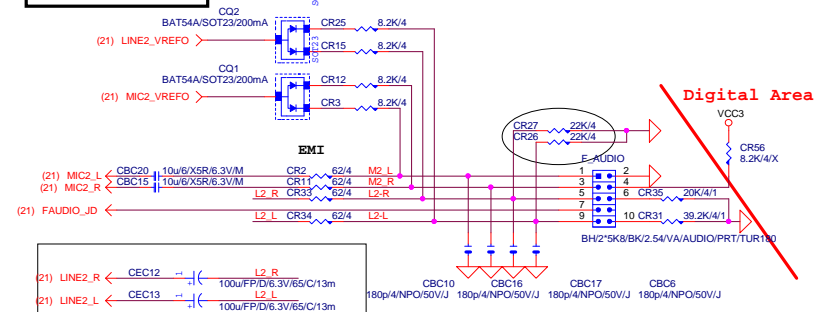 CQ2
BAT54A/SOT23/200mA
CR25
8.2K/4
(21) LINE2_VREFO
SOT23
CR15
8.2K/4
CQ1
BAT54A/SOT23/200mA
CR12
8.2K/4
(21) MIC2_VREFO
CR3
8.2K/4
Digital Area
VCC3
CR27
22K/4
CR26
22K/4
CR56
8.2K/4/X
EMI
F_AUDIO
(21) MIC2_L
CBC20
10u/6/X5R/6.3V/M
CR2
62/4
M2_L
1
2
(21) MIC2_R
CBC15
10u/6/X5R/6.3V/M
CR11
62/4
M2_R
3
4
L2_R
CR33
62/4
L2-R
5
6
CR35
20K/4/1
(21) FAUDIO_JD
7
8
L2_L
CR34
62/4
L2-L
9
10
CR31
39.2K/4/1
BH/2*5K8/BK/2.54/VA/AUDIO/PRT/TUR180
(21) LINE2_R
CEC12
1
L2_R
100u/FP/D/6.3V/65/C/13m
(21) LINE2_L
CEC13
1
L2_L
100u/FP/D/6.3V/65/C/13m
CBC10
CBC16
CBC17
CBC6
180p/4/NPO/50V/J
180p/4/NPO/50V/J
180p/4/NPO/50V/J
180p/4/NPO/50V/J